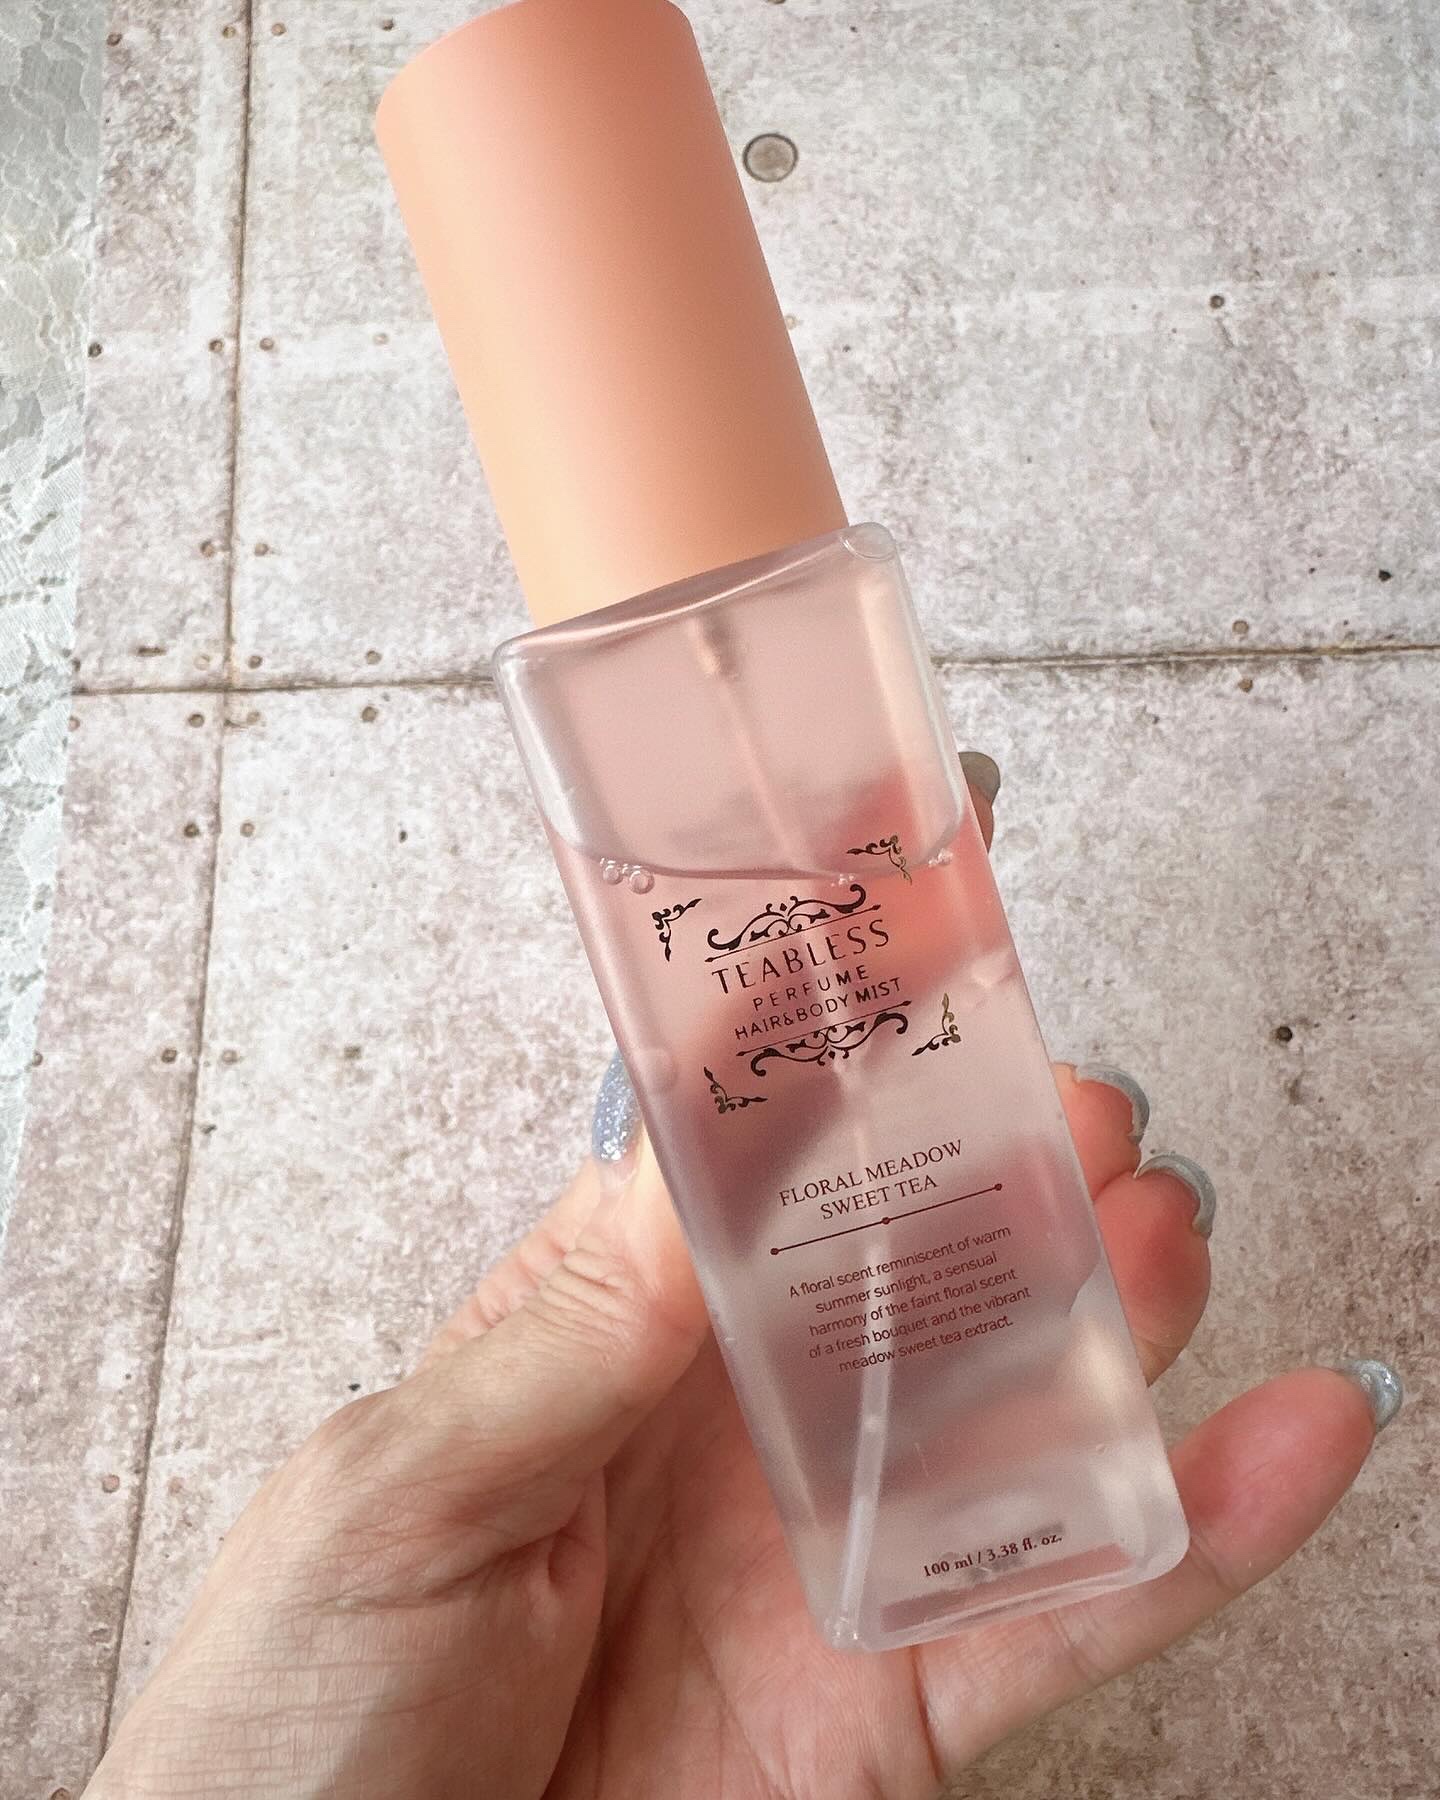 TEABLESS
PERFUME
HAIR&BODY MIST
FLORAL MEADOW
SWEET TEA
A floral scent reminiscent of warm
summer sunlight, a sensual
harmony of the faint floral scent
of a fresh bouquet and the vibrant
meadow sweet tea extract.
100 ml / 3.38 fl. oz.